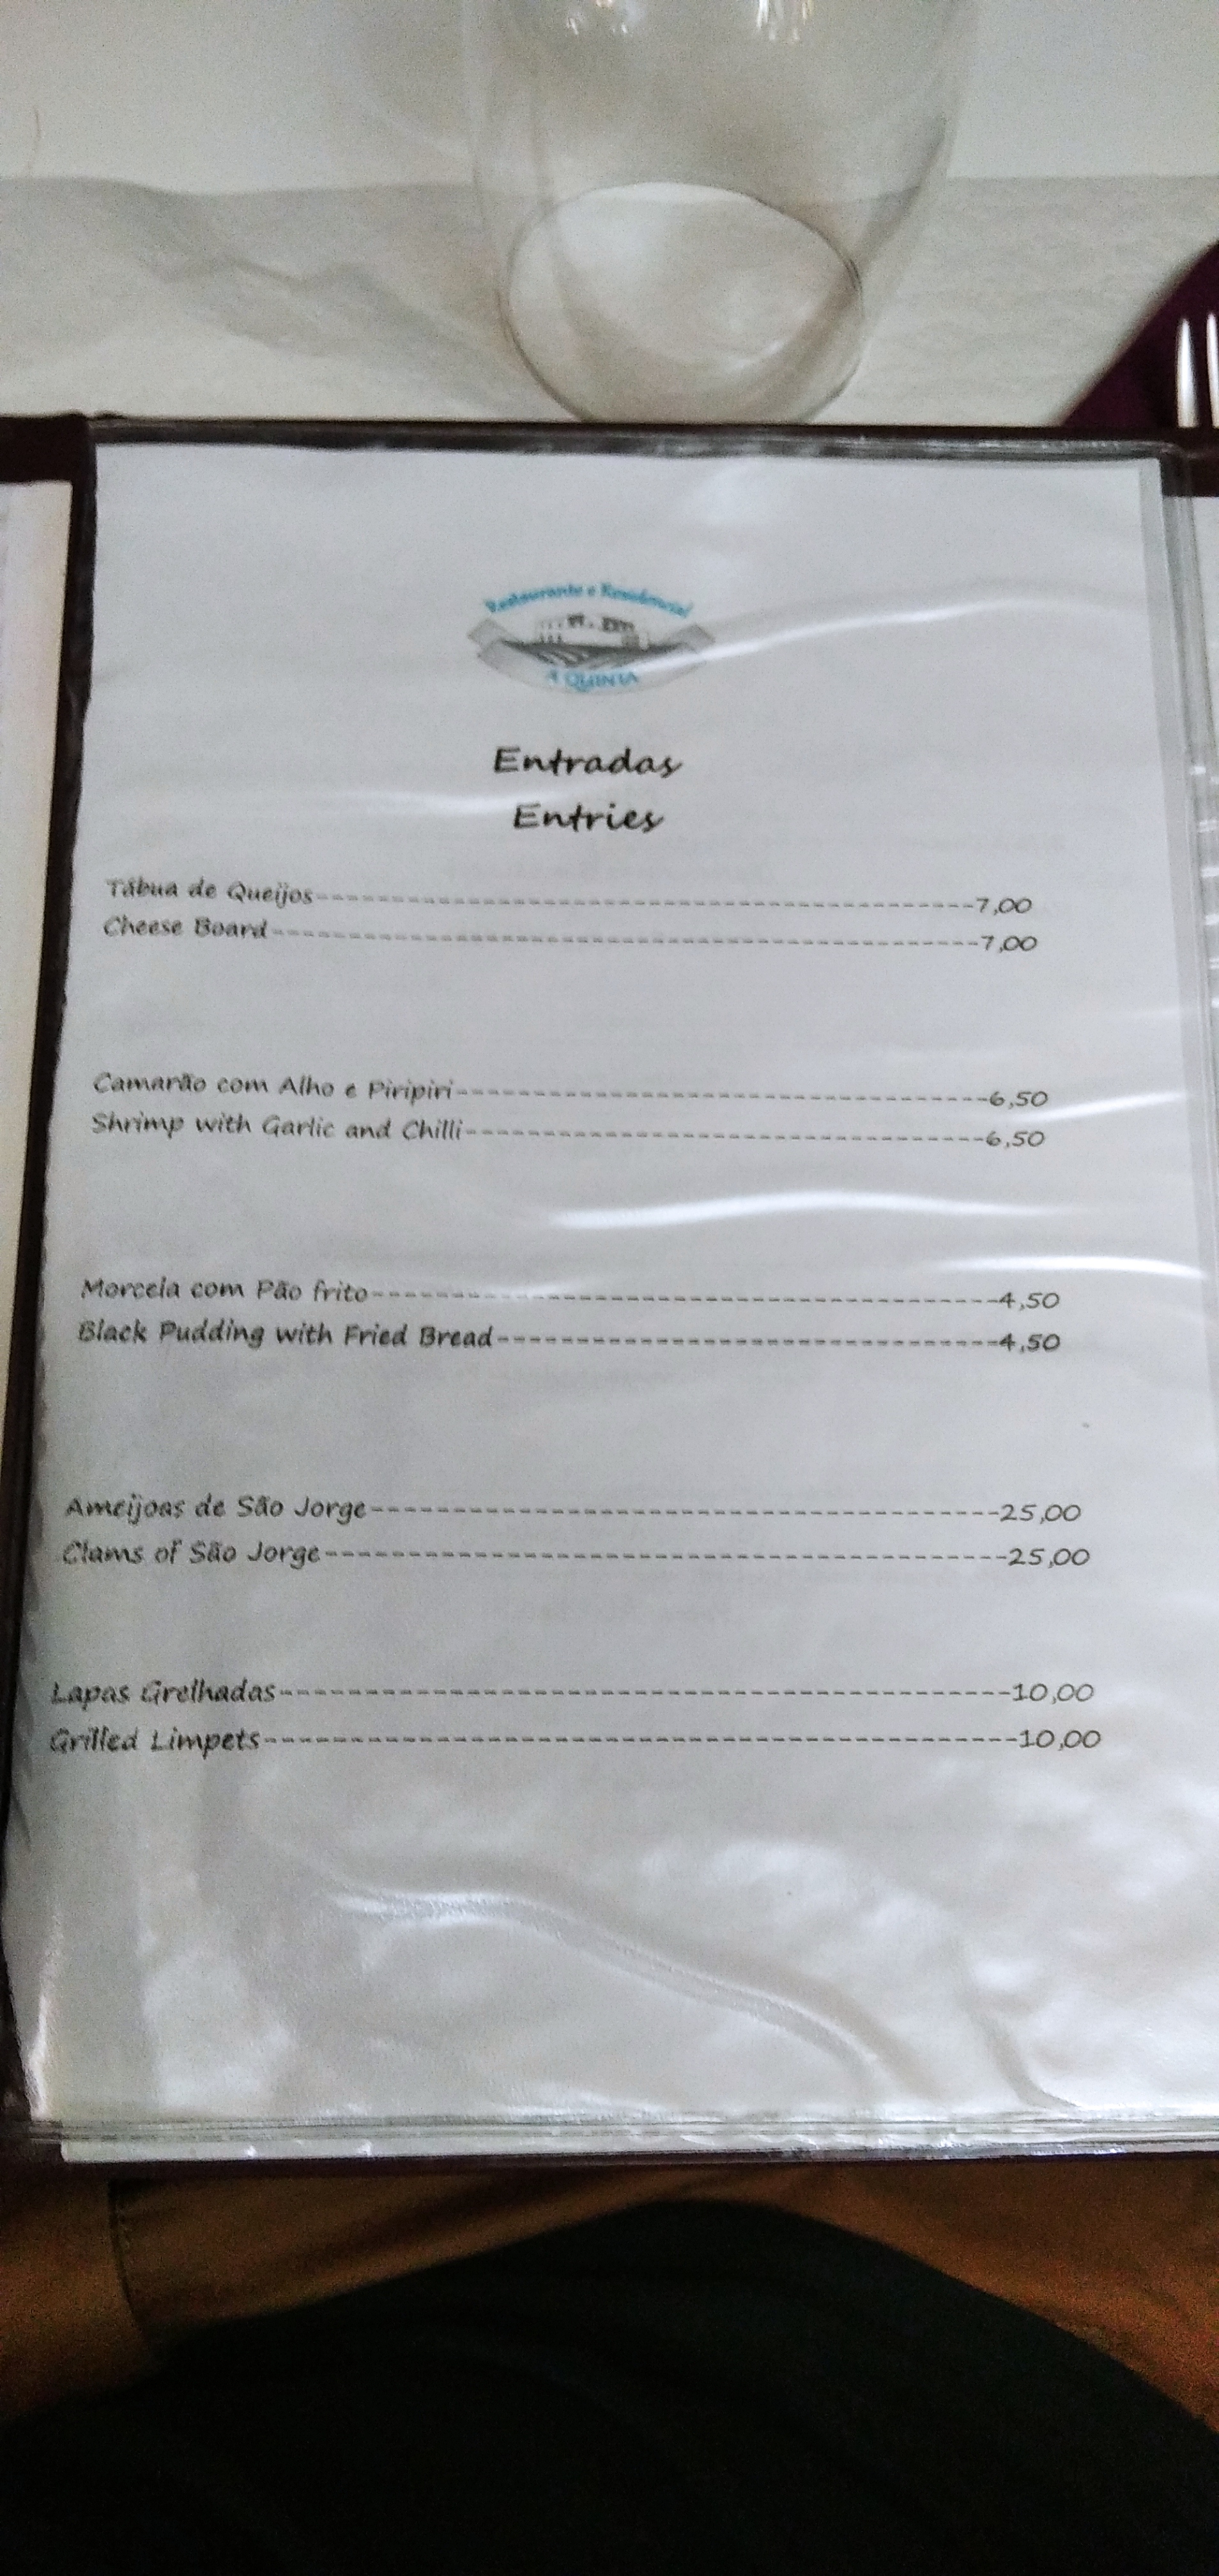 Restaurante e Residencial
A QUINTA
Entradas
Entries
Tábua de Queijos---------------------------------------------------7,00
Cheese Board-------------------------------------------------------7,00
Camarão com Alho e Piripiri----------------------------------------6,50
Shrimp with Garlic and Chilli--------------------------------------6,50
Morcela com Pão frito----------------------------------------------4,50
Black Pudding with Fried Bread-------------------------------------4,50
Ameijoas de São Jorge----------------------------------------------25,00
Clams of São Jorge-------------------------------------------------25,00
Lapas Grelhadas----------------------------------------------------10,00
Grilled Limpets----------------------------------------------------10,00